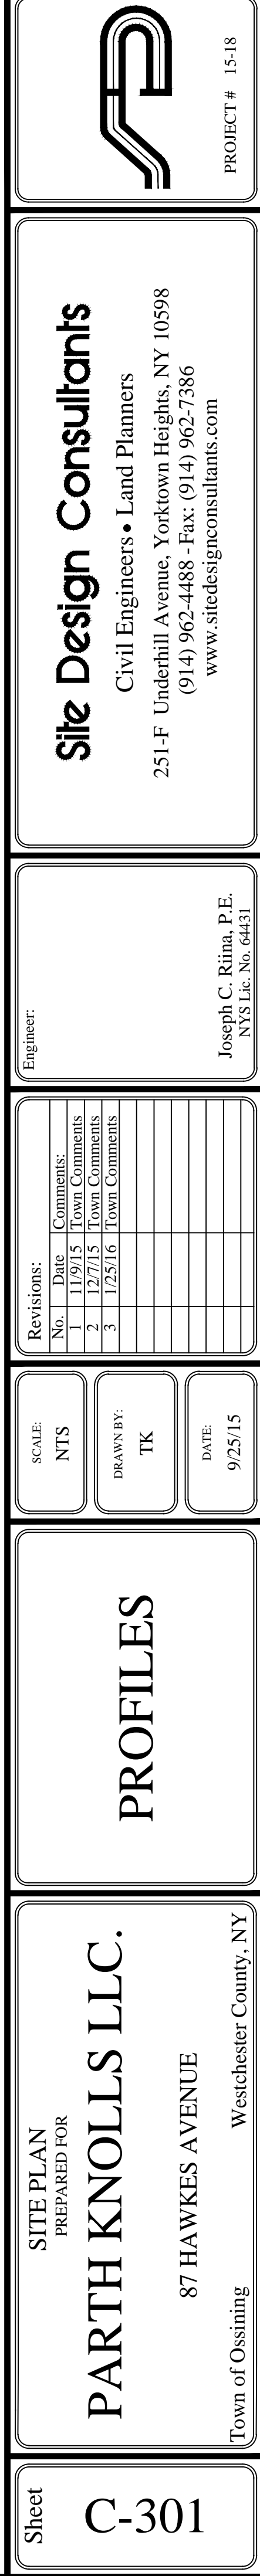 PROJECT #   15-18
Site Design Consultants
Civil Engineers • Land Planners
251-F Underhill Avenue, Yorktown Heights, NY 10598
(914) 962-4488 - Fax: (914) 962-7386
www.sitedesignconsultants.com
Engineer:
Joseph C. Riina, P.E.
NYS Lic. No. 64431
Revisions:
No. Date Comments:
1 11/9/15 Town Comments
2 12/7/15 Town Comments
3 1/25/16 Town Comments
SCALE:
NTS
DRAWN BY:
TK
DATE:
9/25/15
PROFILES
SITE PLAN
PREPARED FOR
PARTH KNOLLS LLC.
87 HAWKES AVENUE
Town of Ossining   Westchester County, NY
Sheet
C-301